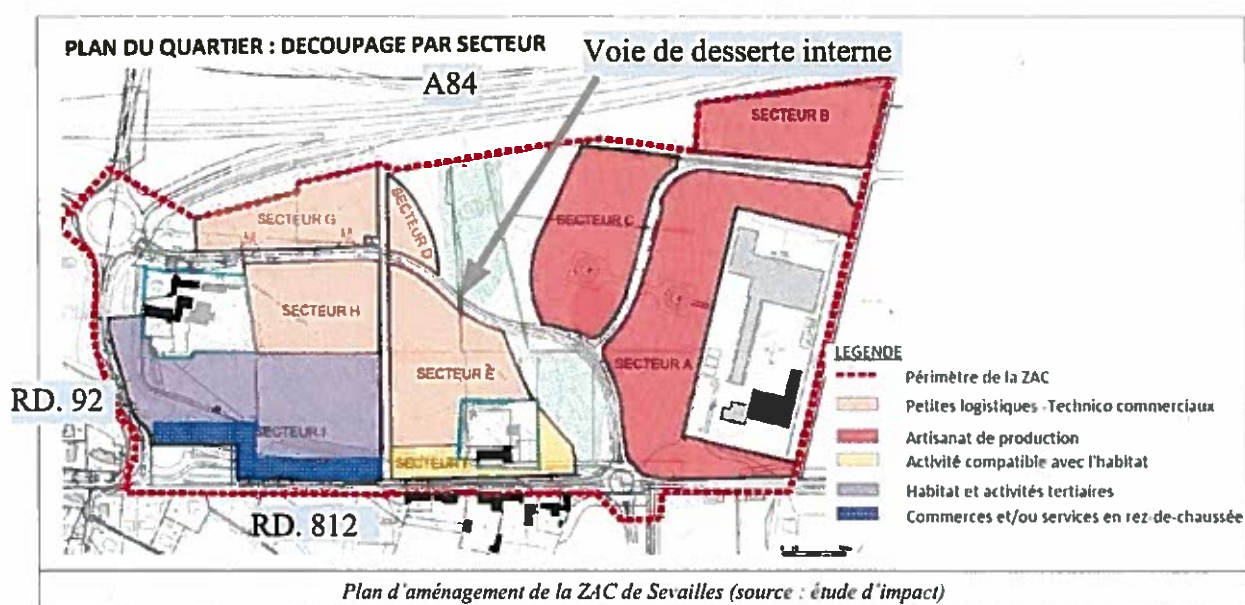 PLAN DU QUARTIER : DECOUPAGE PAR SECTEUR
Voie de desserte interne
A84
SECTEUR B
SECTEUR G
SECTEUR D
SECTEUR C
SECTEUR H
SECTEUR E
SECTEUR A
RD. 92
SECTEUR I
SECTEUR F
RD. 812
LEGENDE
Périmètre de la ZAC
Petites logistiques -Technico commerciaux
Artisanat de production
Activité compatible avec l'habitat
Habitat et activités tertiaires
Commerces et/ou services en rez-de-chaussée
Plan d'aménagement de la ZAC de Sevailles (source : étude d'impact)